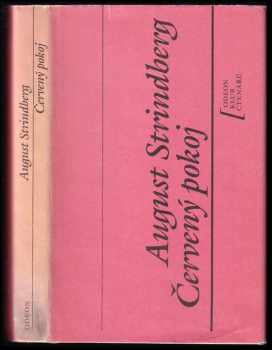 August Strindberg
Červený pokoj
ODEON
August Strindberg
Červený pokoj
ODEON
KLUB
ČTENÁŘŮ